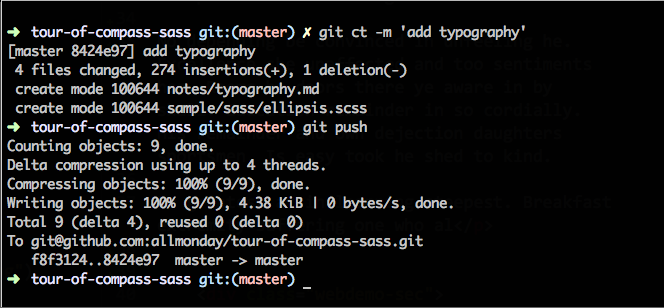 ➜ tour-of-compass-sass git:(master) ✗ git ct -m 'add typography'
[master 8424e97] add typography
 4 files changed, 274 insertions(+), 1 deletion(-)
 create mode 100644 notes/typography.md
 create mode 100644 sample/sass/ellipsis.scss
➜ tour-of-compass-sass git:(master) git push
Counting objects: 9, done.
Delta compression using up to 4 threads.
Compressing objects: 100% (9/9), done.
Writing objects: 100% (9/9), 4.38 KiB | 0 bytes/s, done.
Total 9 (delta 4), reused 0 (delta 0)
To git@github.com:allmonday/tour-of-compass-sass.git
   f8f3124..8424e97  master -> master
➜ tour-of-compass-sass git:(master) _